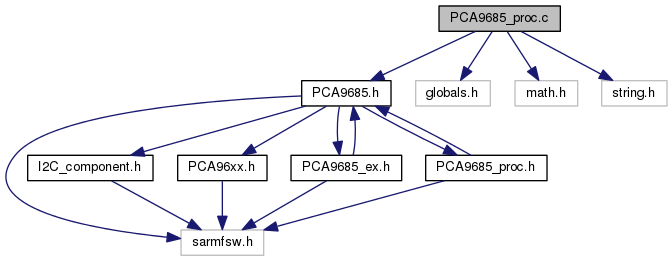 PCA9685_proc.c
PCA9685.h
globals.h
math.h
string.h
I2C_component.h
PCA96xx.h
PCA9685_ex.h
PCA9685_proc.h
sarmfsw.h